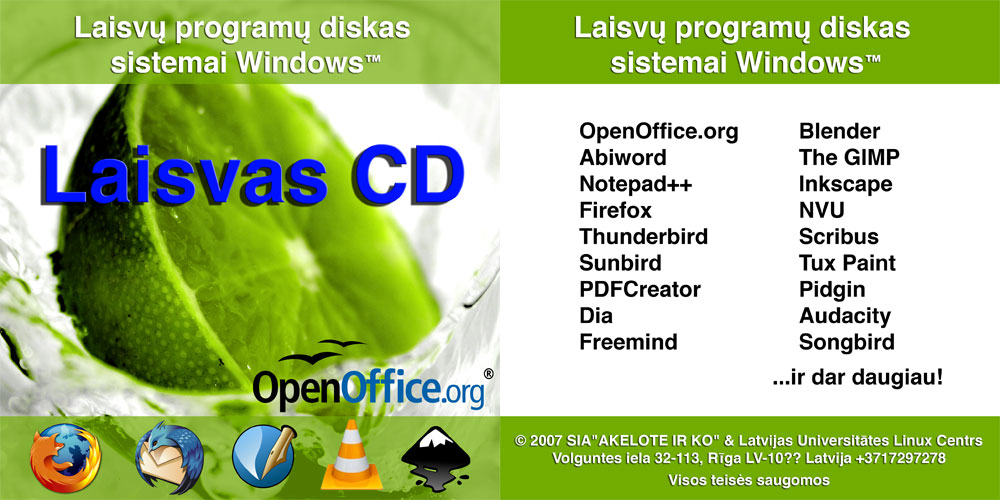 Laisvų programų diskas
sistemai Windows™
Laisvas CD
OpenOffice.org®
Laisvų programų diskas
sistemai Windows™
OpenOffice.org
Abiword
Notepad++
Firefox
Thunderbird
Sunbird
PDFCreator
Dia
Freemind
Blender
The GIMP
Inkscape
NVU
Scribus
Tux Paint
Pidgin
Audacity
Songbird
...ir dar daugiau!
© 2007 SIA"AKELOTE IR KO" & Latvijas Universitātes Linux Centrs
Volguntes iela 32-113, Rīga LV-10?? Latvija +3717297278
Visos teisės saugomos